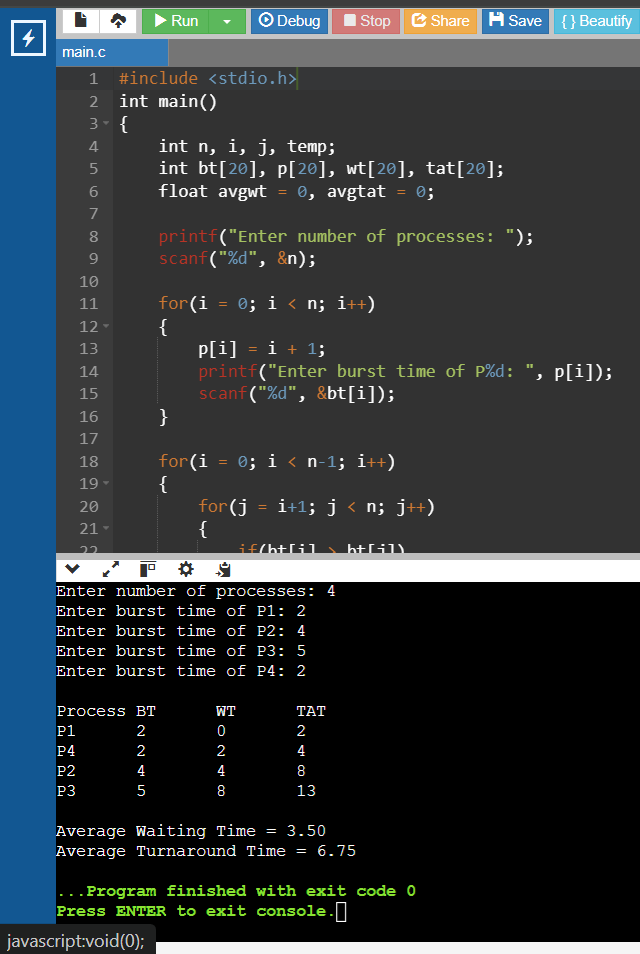 Run Debug Stop Share Save { } Beautify
main.c
1 #include <stdio.h>
2 int main()
3 {
4 int n, i, j, temp;
5 int bt[20], p[20], wt[20], tat[20];
6 float avgwt = 0, avgtat = 0;
7
8 printf("Enter number of processes: ");
9 scanf("%d", &n);
10
11 for(i = 0; i < n; i++)
12 {
13 p[i] = i + 1;
14 printf("Enter burst time of P%d: ", p[i]);
15 scanf("%d", &bt[i]);
16 }
17
18 for(i = 0; i < n-1; i++)
19 {
20 for(j = i+1; j < n; j++)
21 {
22 if(bt[i] > bt[j])
Enter number of processes: 4
Enter burst time of P1: 2
Enter burst time of P2: 4
Enter burst time of P3: 5
Enter burst time of P4: 2
Process BT WT TAT
P1 2 0 2
P4 2 2 4
P2 4 4 8
P3 5 8 13
Average Waiting Time = 3.50
Average Turnaround Time = 6.75
...Program finished with exit code 0
Press ENTER to exit console.
javascript:void(0);